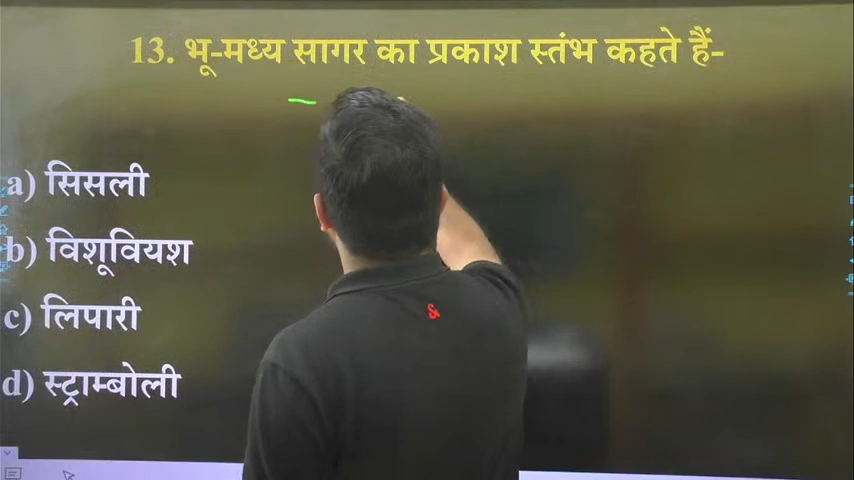 13. भू-मध्य सागर का प्रकाश स्तंभ कहते हैं-
a) सिसली
b) विशूवियश
c) लिपारी
d) स्ट्राम्बोली
&